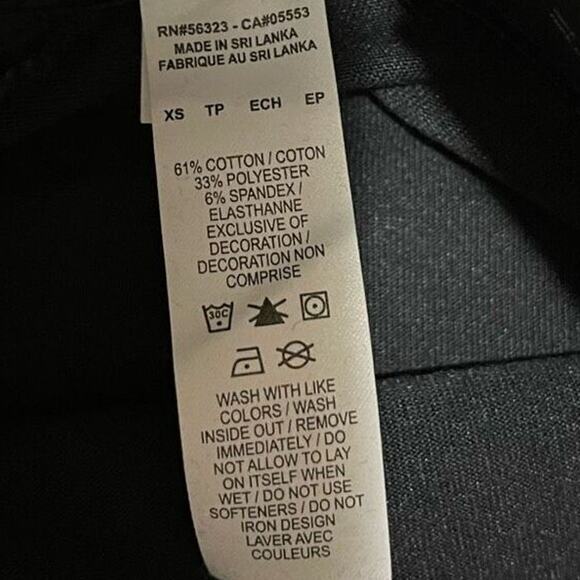 RN#56323 - CA#05553
MADE IN SRI LANKA
FABRIQUE AU SRI LANKA
XS TP ECH EP
61% COTTON / COTON
33% POLYESTER
6% SPANDEX /
ELASTHANNE
EXCLUSIVE OF
DECORATION /
DECORATION NON
COMPRISE
30C
WASH WITH LIKE
COLORS / WASH
INSIDE OUT / REMOVE
IMMEDIATELY / DO
NOT ALLOW TO LAY
ON ITSELF WHEN
WET / DO NOT USE
SOFTENERS / DO NOT
IRON DESIGN
LAVER AVEC
COULEURS